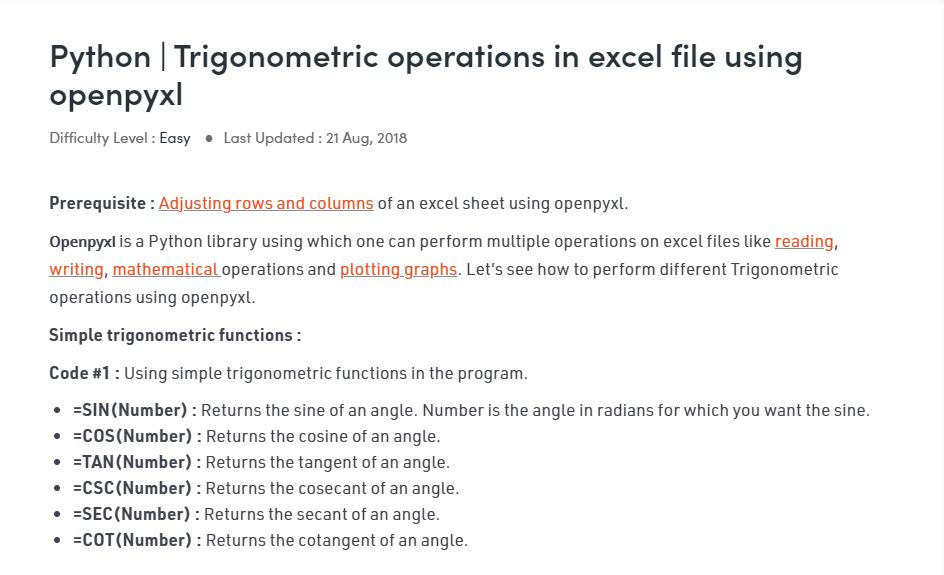 Python | Trigonometric operations in excel file using
openpyxl
Difficulty Level : Easy ● Last Updated : 21 Aug, 2018
Prerequisite : Adjusting rows and columns of an excel sheet using openpyxl.
Openpyxl is a Python library using which one can perform multiple operations on excel files like reading,
writing, mathematical operations and plotting graphs. Let’s see how to perform different Trigonometric
operations using openpyxl.
Simple trigonometric functions :
Code #1 : Using simple trigonometric functions in the program.
• =SIN(Number) : Returns the sine of an angle. Number is the angle in radians for which you want the sine.
• =COS(Number) : Returns the cosine of an angle.
• =TAN(Number) : Returns the tangent of an angle.
• =CSC(Number) : Returns the cosecant of an angle.
• =SEC(Number) : Returns the secant of an angle.
• =COT(Number) : Returns the cotangent of an angle.